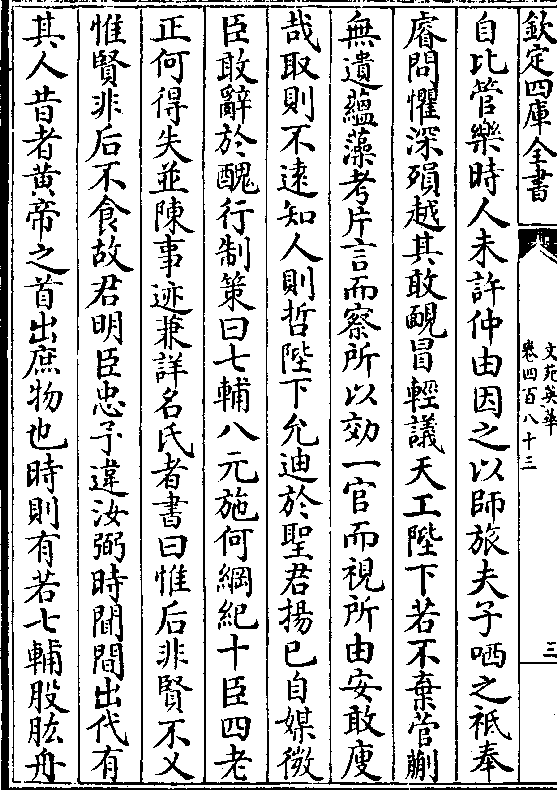 欽定四庫全書
文苑英華
卷四百八十三
三
自比管樂時人未許仲由因之以師旅夫子哂之祗奉
睿問懼深殞越其敢靦冒輕議天工陛下若不棄菅蒯
無遺蘊藻考片言而察所以効一官而視所由安敢廋
哉取則不逺知人則哲陛下允迪於聖君揚已自媒微
臣敢辭於醜行制策曰七輔八元施何綱紀十臣四老
正何得失並陳事迹兼詳名氏者書曰惟后非賢不乂
惟賢非后不食故君明臣忠予違汝弼時聞間出代有
其人昔者黄帝之首出庶物也時則有若七輔股肱舟